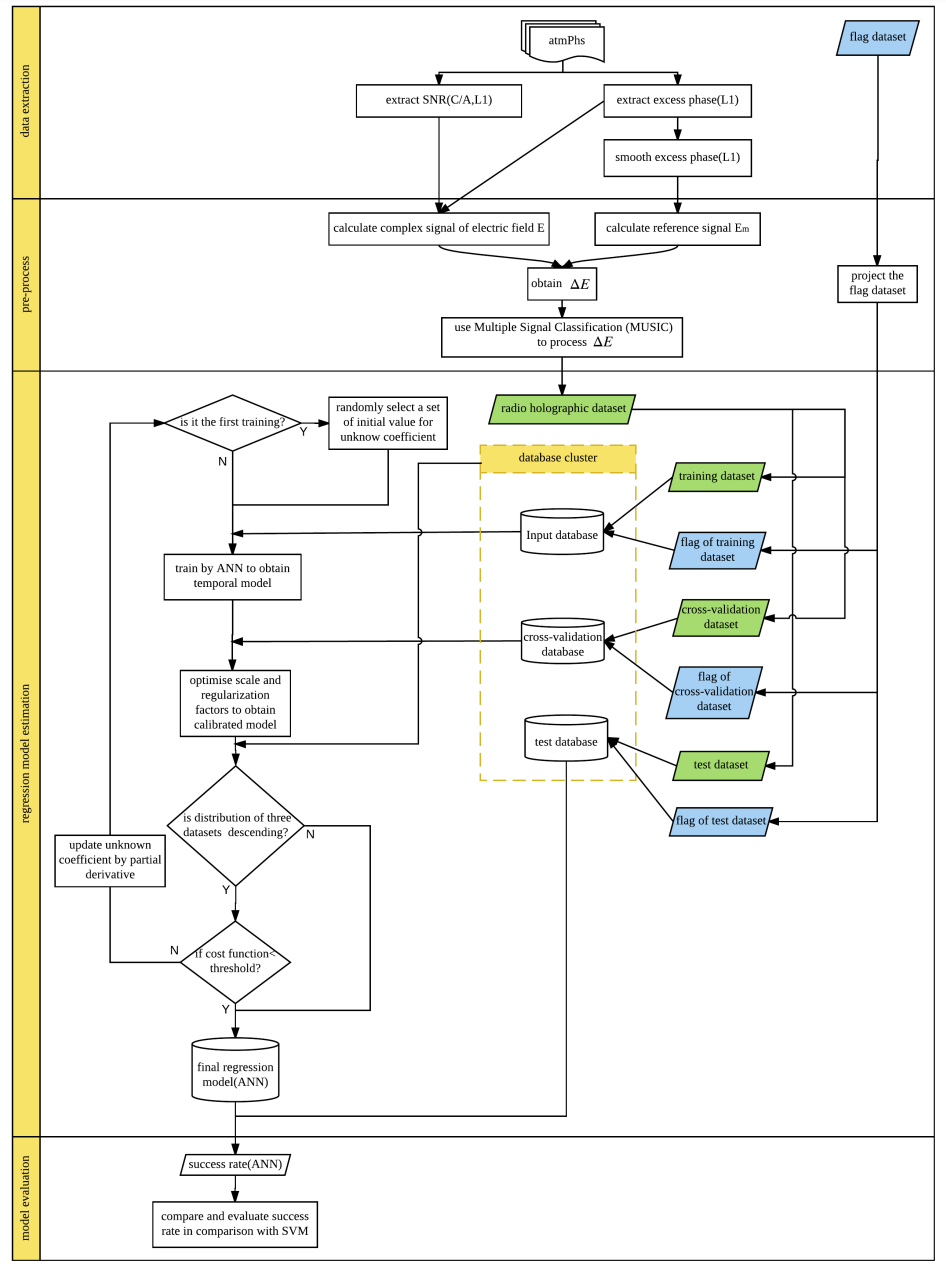 data extraction
atmPhs
flag dataset
extract SNR(C/A,L1)
extract excess phase(L1)
smooth excess phase(L1)
pre-process
calculate complex signal of electric field E
calculate reference signal Em
obtain ΔE
project the
flag dataset
use Multiple Signal Classification (MUSIC)
to process ΔE
regression model estimation
radio holographic dataset
is it the first training?
Y
N
randomly select a set
of initial value for
unknow coefficient
database cluster
training dataset
Input database
flag of training
dataset
train by ANN to obtain
temporal model
cross-validation
dataset
cross-validation
database
flag of
cross-validation
dataset
optimise scale and
regularization
factors to obtain
calibrated model
test database
test dataset
flag of test dataset
is distribution of three
datasets descending?
N
Y
update unknown
coefficient by partial
derivative
N
if cost function<
threshold?
Y
final regression
model(ANN)
model evaluation
success rate(ANN)
compare and evaluate success
rate in comparison with SVM